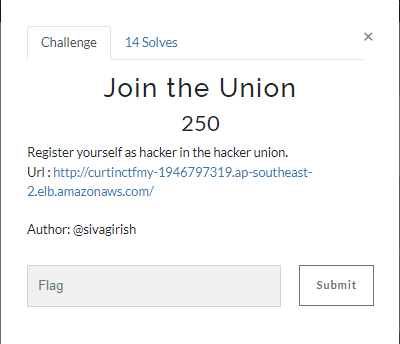 Challenge
14 Solves
×
Join the Union
250
Register yourself as hacker in the hacker union.
Url : http://curtinctfmy-1946797319.ap-southeast-
2.elb.amazonaws.com/
Author: @sivagirish
Flag
Submit